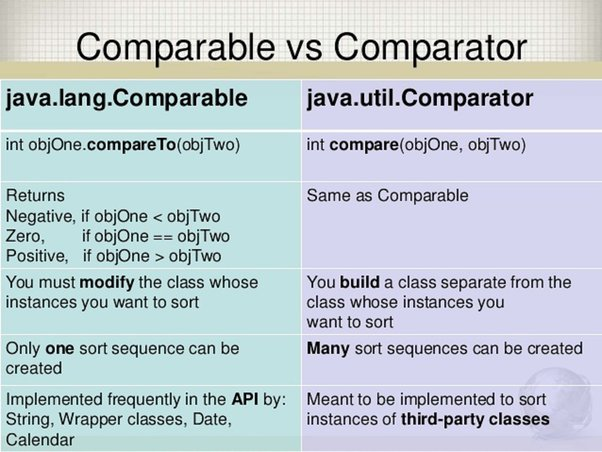 Comparable vs Comparator
java.lang.Comparable
java.util.Comparator
int objOne.compareTo(objTwo)
int compare(objOne, objTwo)
Returns
Negative, if objOne < objTwo
Zero, if objOne == objTwo
Positive, if objOne > objTwo
Same as Comparable
You must modify the class whose
instances you want to sort
You build a class separate from the
class whose instances you
want to sort
Only one sort sequence can be
created
Many sort sequences can be created
Implemented frequently in the API by:
String, Wrapper classes, Date,
Calendar
Meant to be implemented to sort
instances of third-party classes